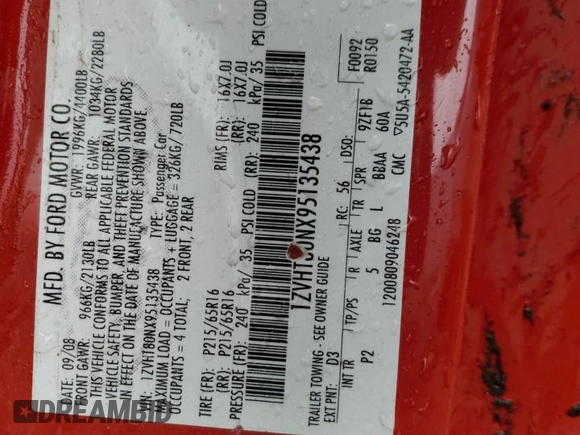 MFD. BY FORD MOTOR CO.
DATE: 09/08 GVWR: 1996KG/4400LB
FRONT GAWR: 966KG/2130LB REAR GAWR: 1034KG/2280LB
THIS VEHICLE CONFORMS TO ALL APPLICABLE FEDERAL MOTOR
VEHICLE SAFETY, BUMPER, AND THEFT PREVENTION STANDARDS
IN EFFECT ON THE DATE OF MANUFACTURE SHOWN ABOVE
VIN: 1ZVHT80NX95135438 TYPE: Passenger Car
MAXIMUM LOAD = OCCUPANTS + LUGGAGE = 326KG/720LB
OCCUPANTS = 4 TOTAL; 2 FRONT, 2 REAR
TIRE (FR): P215/65R16 RIMS (FR): 16X7.0J
(RR): P215/65R16 (RR): 16X7.0J
PRESSURE (FR): 240 kPa/ 35 PSI COLD (RR): 240 kPa/ 35 PSI COLD
1ZVHT80NX95135438
F0092
R0150
TRAILER TOWING - SEE OWNER GUIDE
EXT PNT: D3 RC: 56 DSO:
INT TR TP/PS R AXLE TR SPR
P2 5 BG L BBAA 9ZF1B 60A
1200809046248 CMC ▽5U5A-5420472-AA
A AUTOBIDCAR